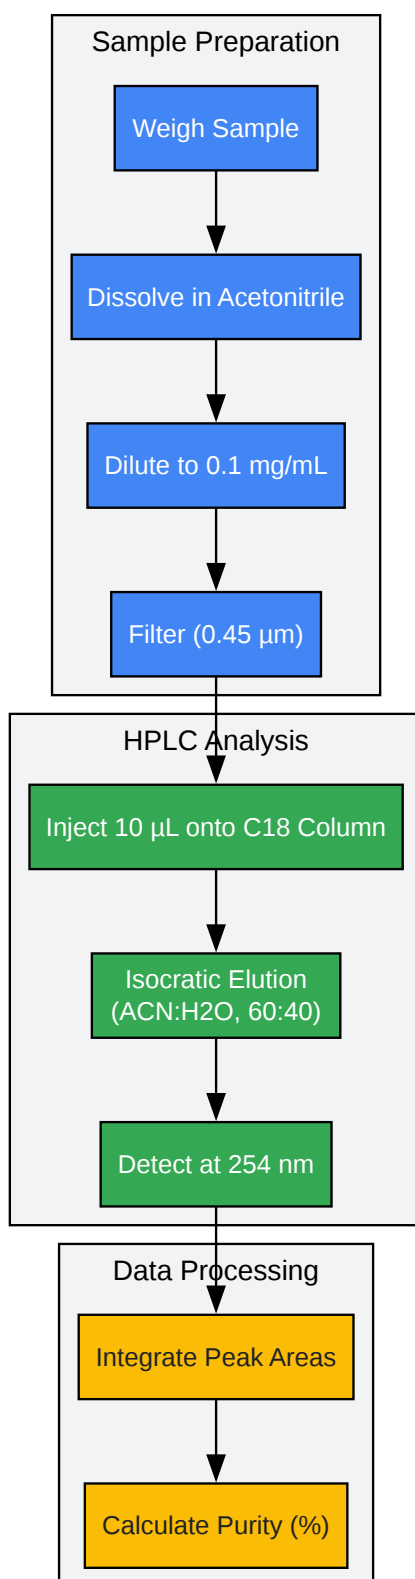 Sample Preparation
Weigh Sample
Dissolve in Acetonitrile
Dilute to 0.1 mg/mL
Filter (0.45 µm)
HPLC Analysis
Inject 10 µL onto C18 Column
Isocratic Elution
(ACN:H2O, 60:40)
Detect at 254 nm
Data Processing
Integrate Peak Areas
Calculate Purity (%)